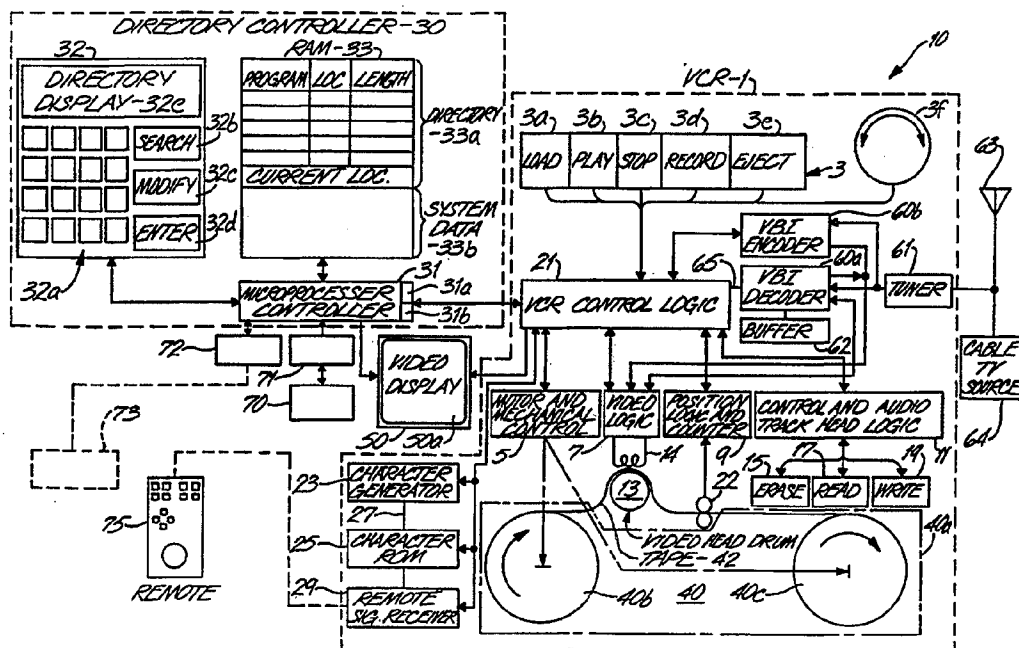 DIRECTORY CONTROLLER-30
10
32
RAM-33
VCR-1
DIRECTORY
DISPLAY-32e
PROGRAM LOC LENGTH
DIRECTORY
-33a
CURRENT LOC.
SYSTEM
DATA
-33b
32b
SEARCH
32c
MODIFY
ENTER
32d
32a
3a 3b 3c 3d 3e
LOAD PLAY STOP RECORD EJECT
3
3f
63
60b
VBI
ENCODER
60a
VBI
DECODER
61
TUNER
65
BUFFER
62
CABLE
TV
SOURCE
64
21
VCR CONTROL LOGIC
31
MICROPROCESSER
CONTROLLER
31a
31b
72
71
70
73
VIDEO
DISPLAY
50
50a
MOTOR AND
MECHANICAL
CONTROL
5
VIDEO
LOGIC
7
14
POSITION
LOGIC AND
COUNTER
9
CONTROL AND AUDIO
TRACK HEAD LOGIC
11
15
ERASE
17
READ
19
WRITE
13
22
VIDEO HEAD DRUM
TAPE-42
23
CHARACTER
GENERATOR
27
25
CHARACTER
ROM
29
REMOTE
SIG. RECEIVER
75
REMOTE
40a
40b
40
40c